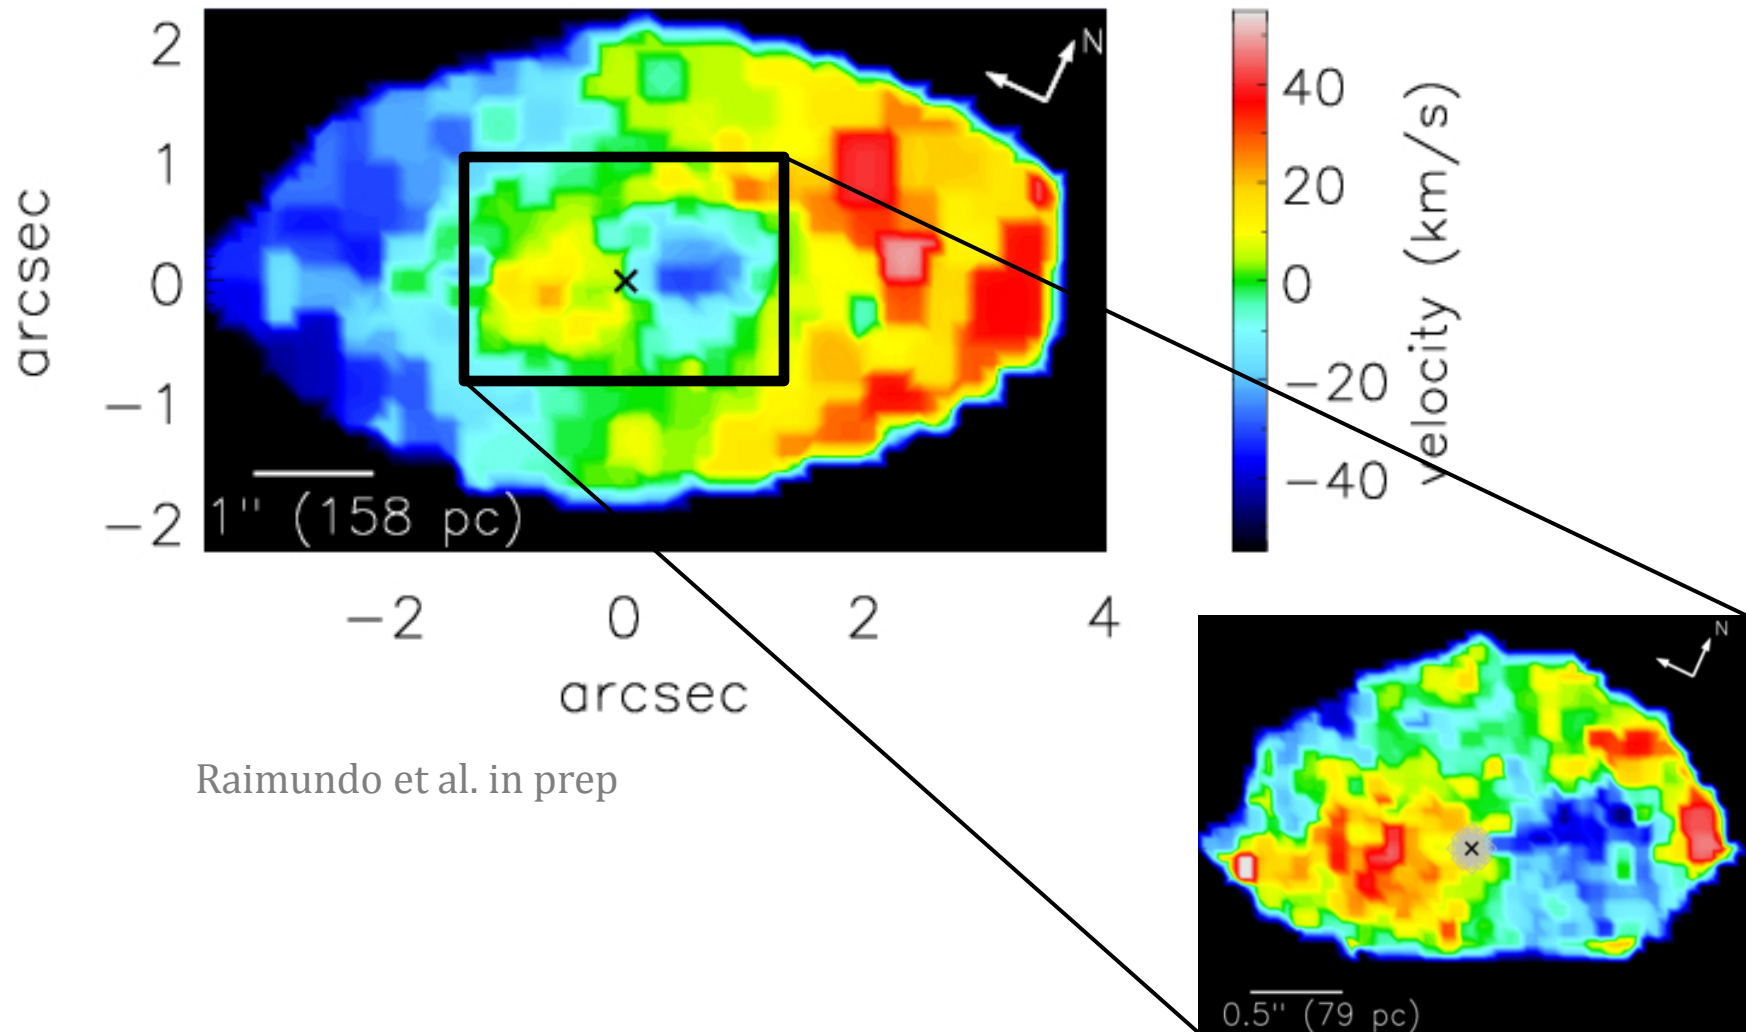 2
1
0
−1
−2
arcsec
N
1" (158 pc)
−2 0 2 4
arcsec
40
20
0
−20
−40
velocity (km/s)
Raimundo et al. in prep
N
0.5" (79 pc)